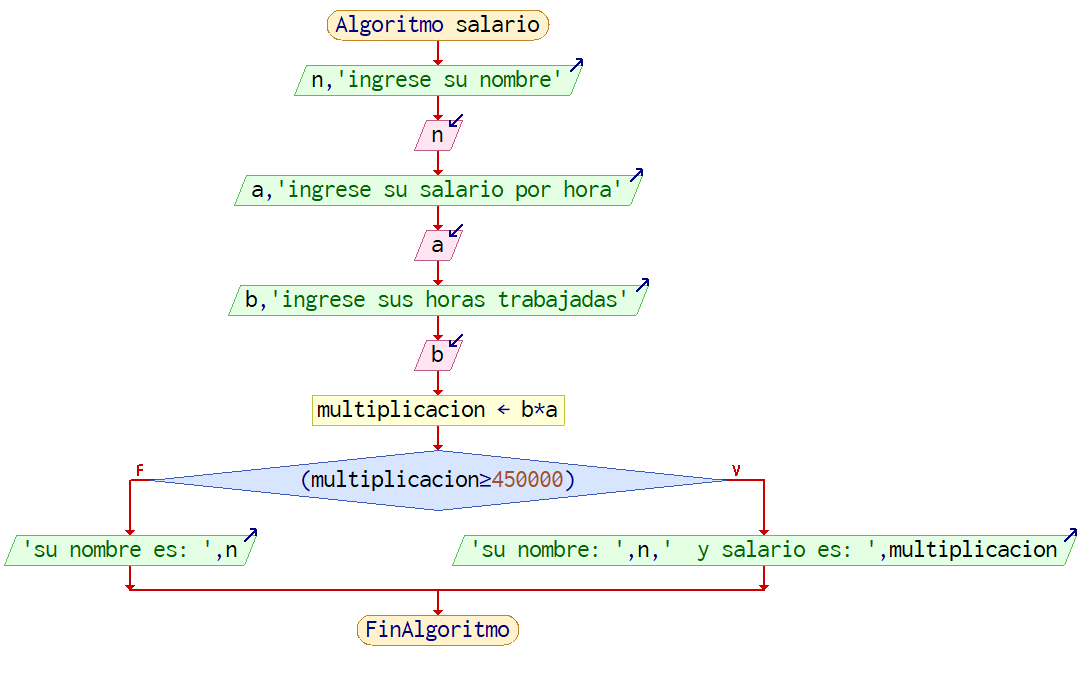 Algoritmo salario
n,'ingrese su nombre'
n
a,'ingrese su salario por hora'
a
b,'ingrese sus horas trabajadas'
b
multiplicacion ← b*a
F
V
(multiplicacion≥450000)
'su nombre es: ',n
'su nombre: ',n,'  y salario es: ',multiplicacion
FinAlgoritmo